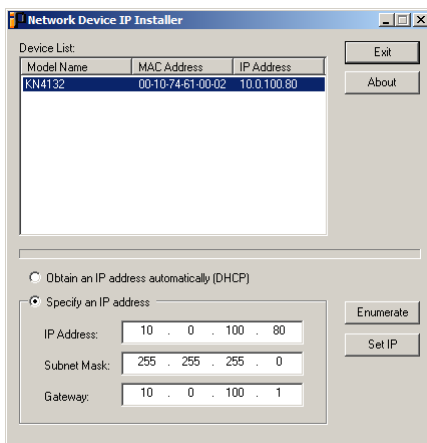 Network Device IP Installer
Device List:
Exit
Model Name MAC Address IP Address
KN4132 00-10-74-61-00-02 10.0.100.80
About
Obtain an IP address automatically (DHCP)
Specify an IP address
IP Address: 10 . 0 . 100 . 80
Enumerate
Subnet Mask: 255 . 255 . 255 . 0
Set IP
Gateway: 10 . 0 . 100 . 1